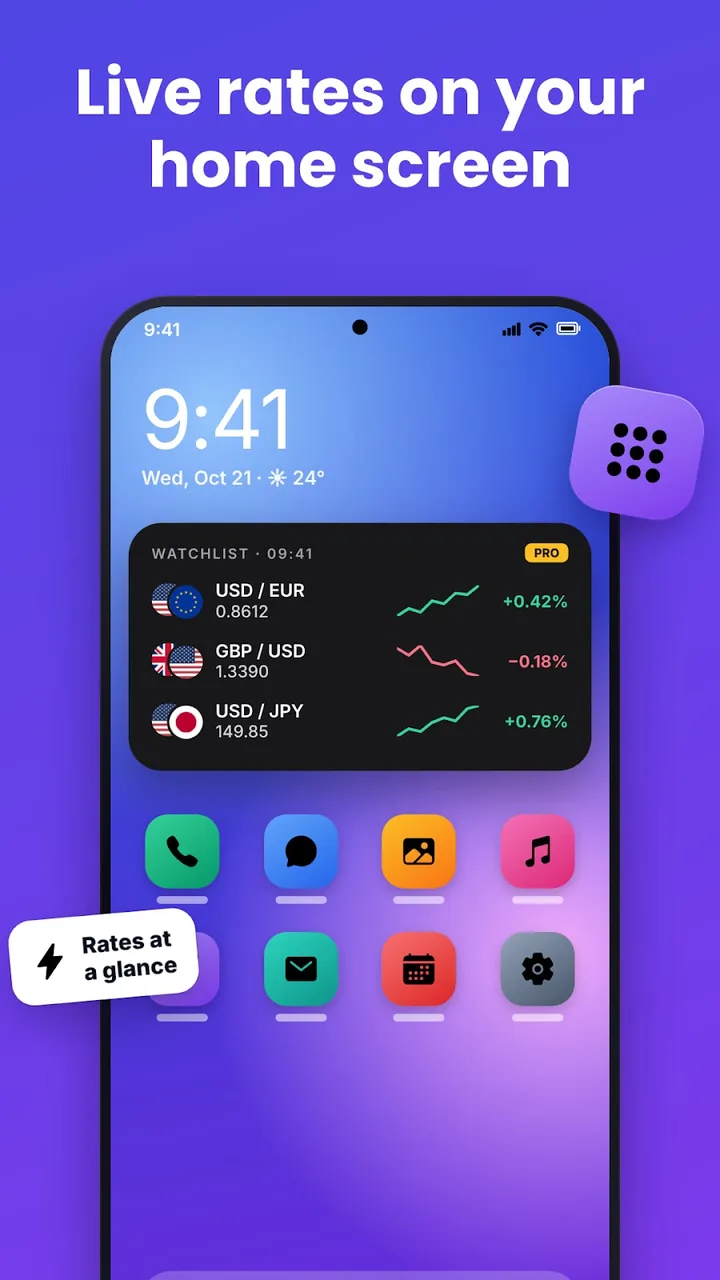 Live rates on your
home screen
9:41
9:41
Wed, Oct 21 · ☀ 24°
WATCHLIST · 09:41
PRO
USD / EUR
0.8612
+0.42%
GBP / USD
1.3390
−0.18%
USD / JPY
149.85
+0.76%
Rates at
a glance